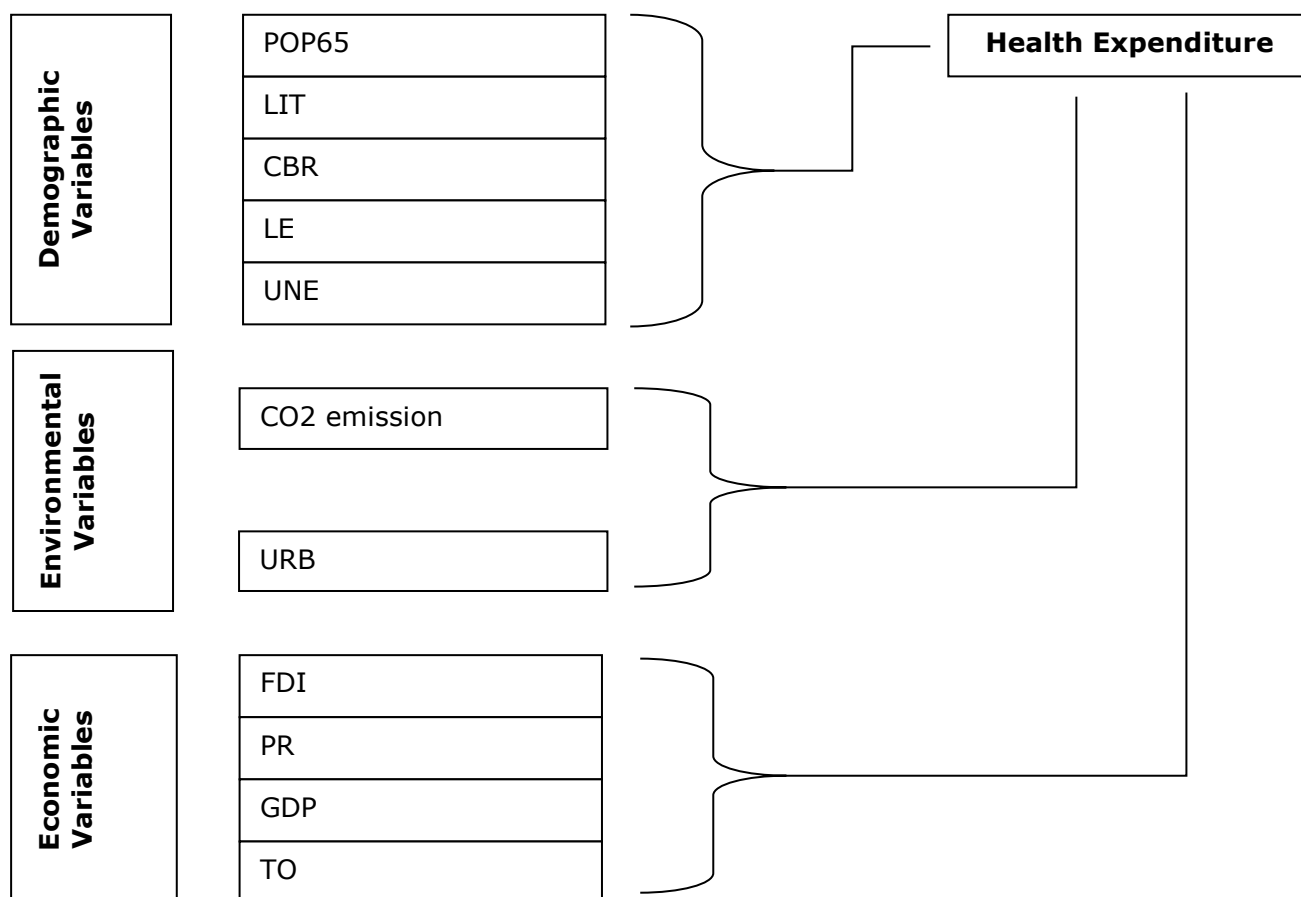 Demographic
Variables
POP65
LIT
CBR
LE
UNE
Health Expenditure
Environmental
Variables
CO2 emission
URB
Economic
Variables
FDI
PR
GDP
TO